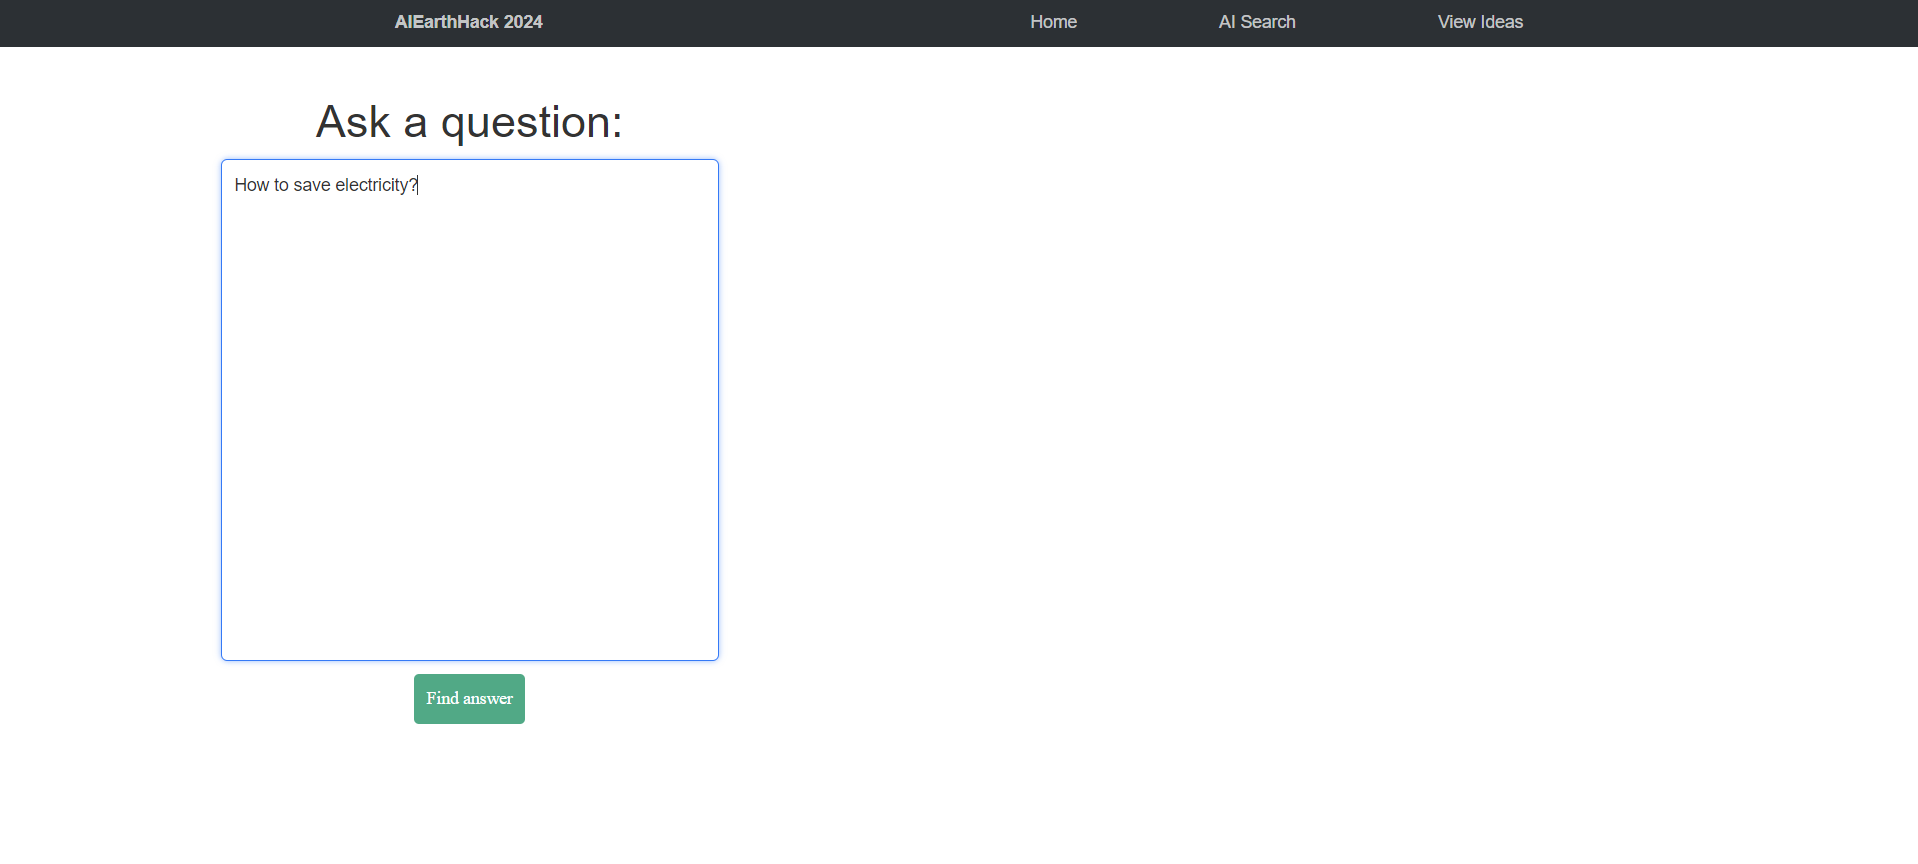 AIEarthHack 2024 Home AI Search View Ideas
Ask a question:
How to save electricity?
Find answer